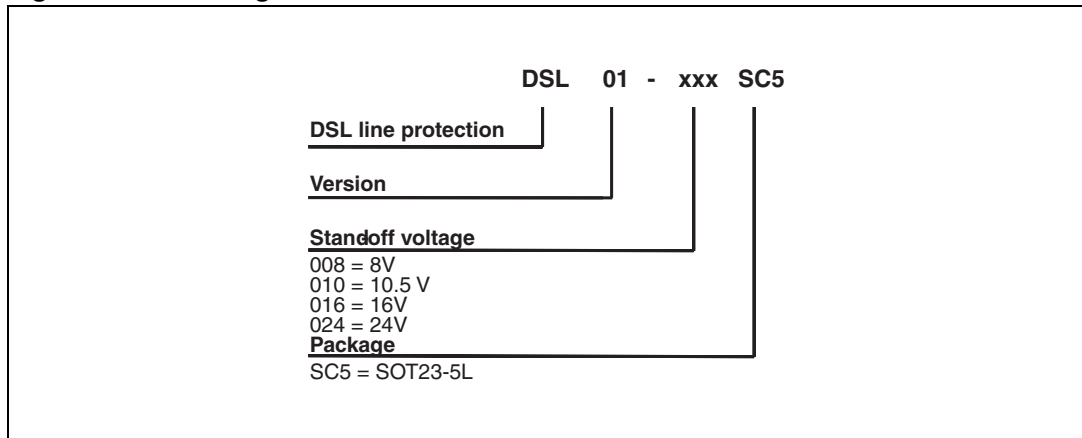 DSL 01 - xxx SC5
DSL line protection
Version
Standoff voltage
008 = 8V
010 = 10.5 V
016 = 16V
024 = 24V
Package
SC5 = SOT23-5L